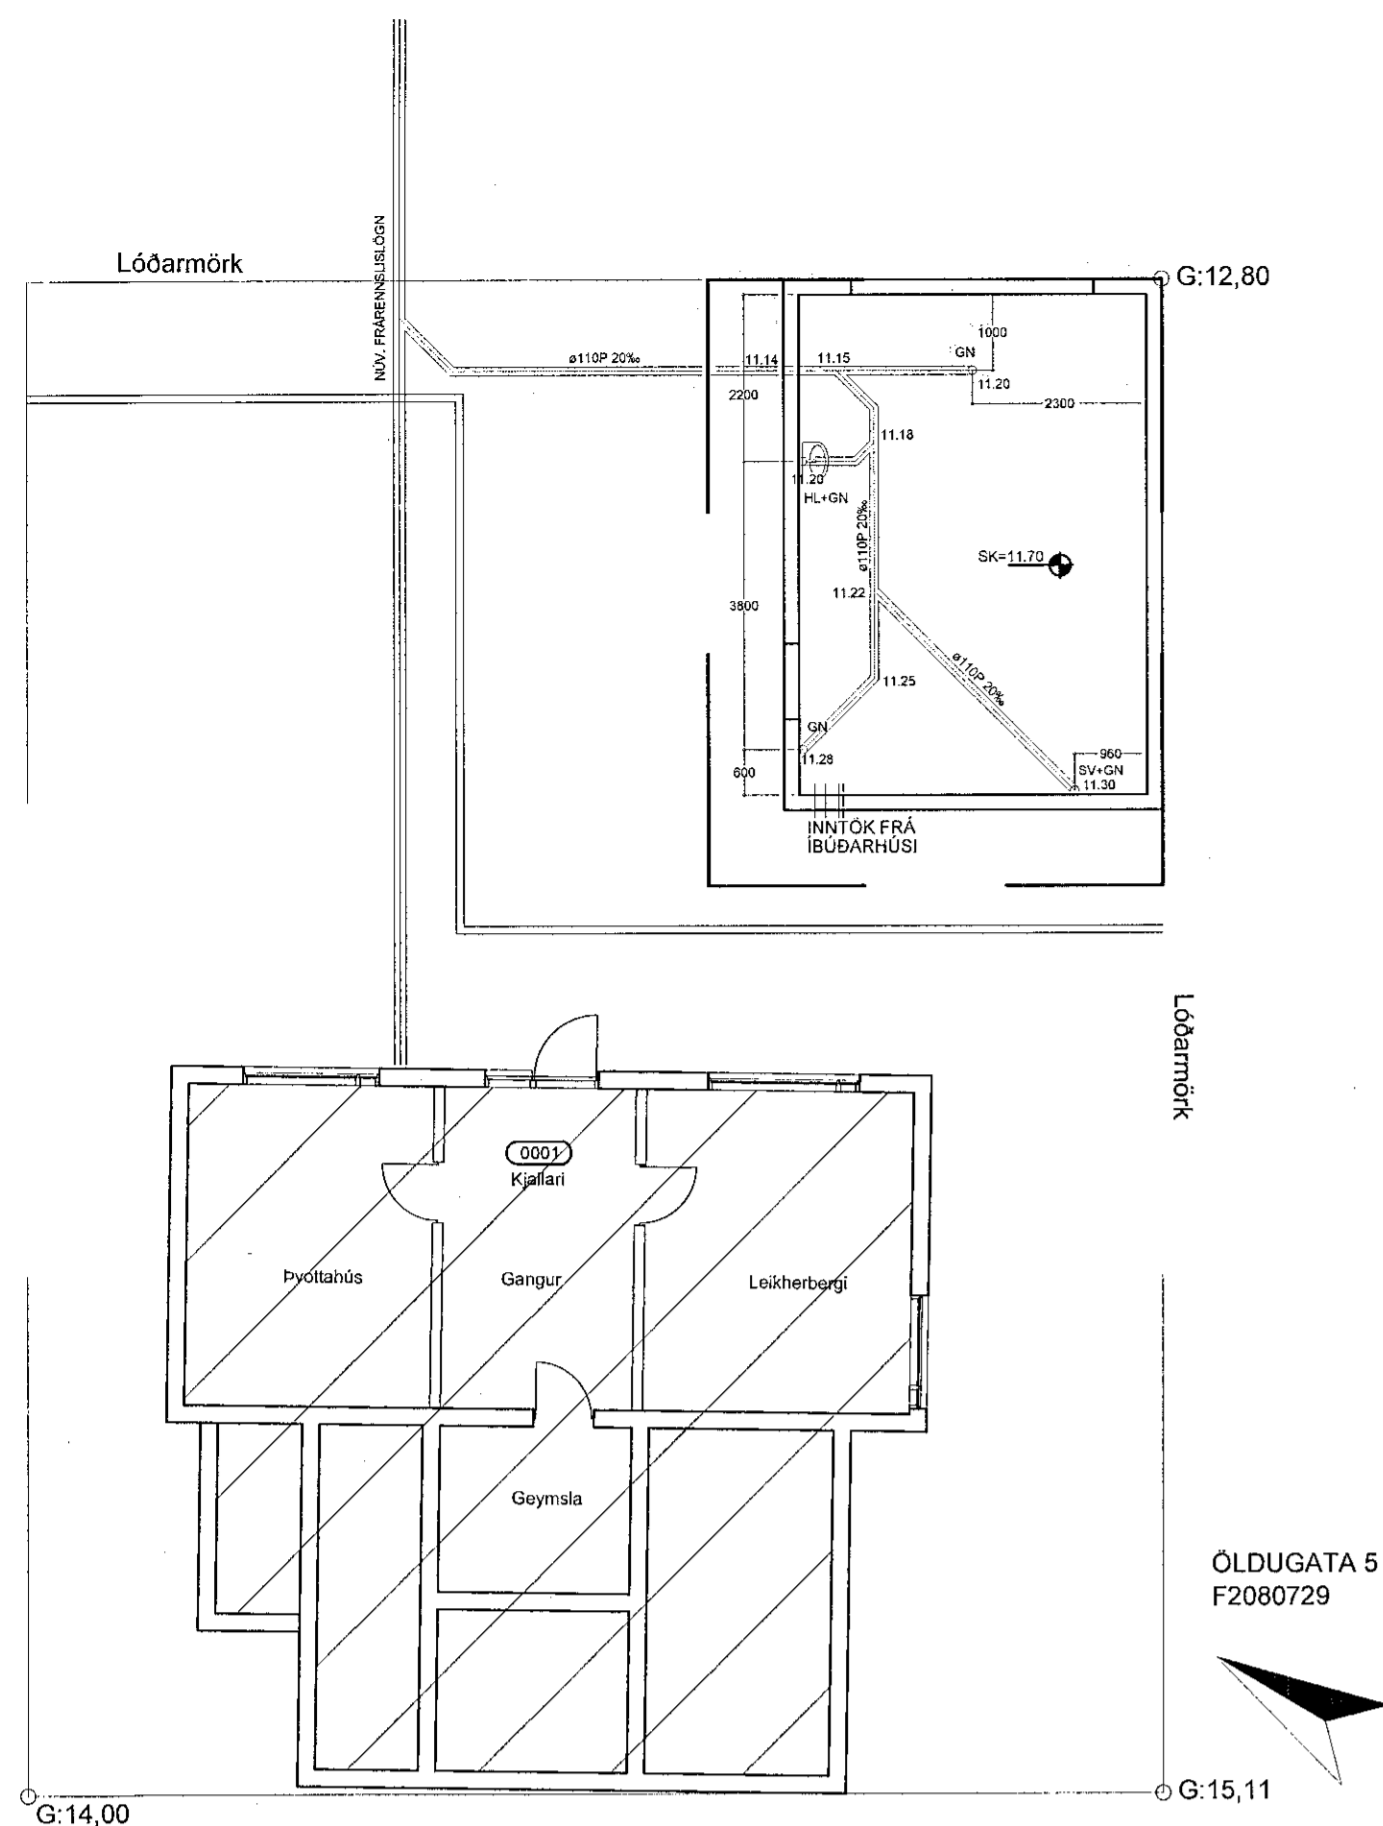 NÚV. FRÁRENNSLISLÖGN
Lóðarmörk
G:12,80
1000
GN
ø110P 20‰
11.14
11.15
11.20
2200
2300
11.18
11.20
HL+GN
ø110P 20‰
SK=11.70
11.22
3800
ø110P 20‰
11.25
GN
11.28
960
SV+GN
11.30
600
INNTÖK FRÁ
ÍBÚÐARHÚSI
Lóðarmörk
0001
Kjallari
Þvottahús
Gangur
Leikherbergi
Geymsla
ÖLDUGATA 5
F2080729
G:14,00
G:15,11